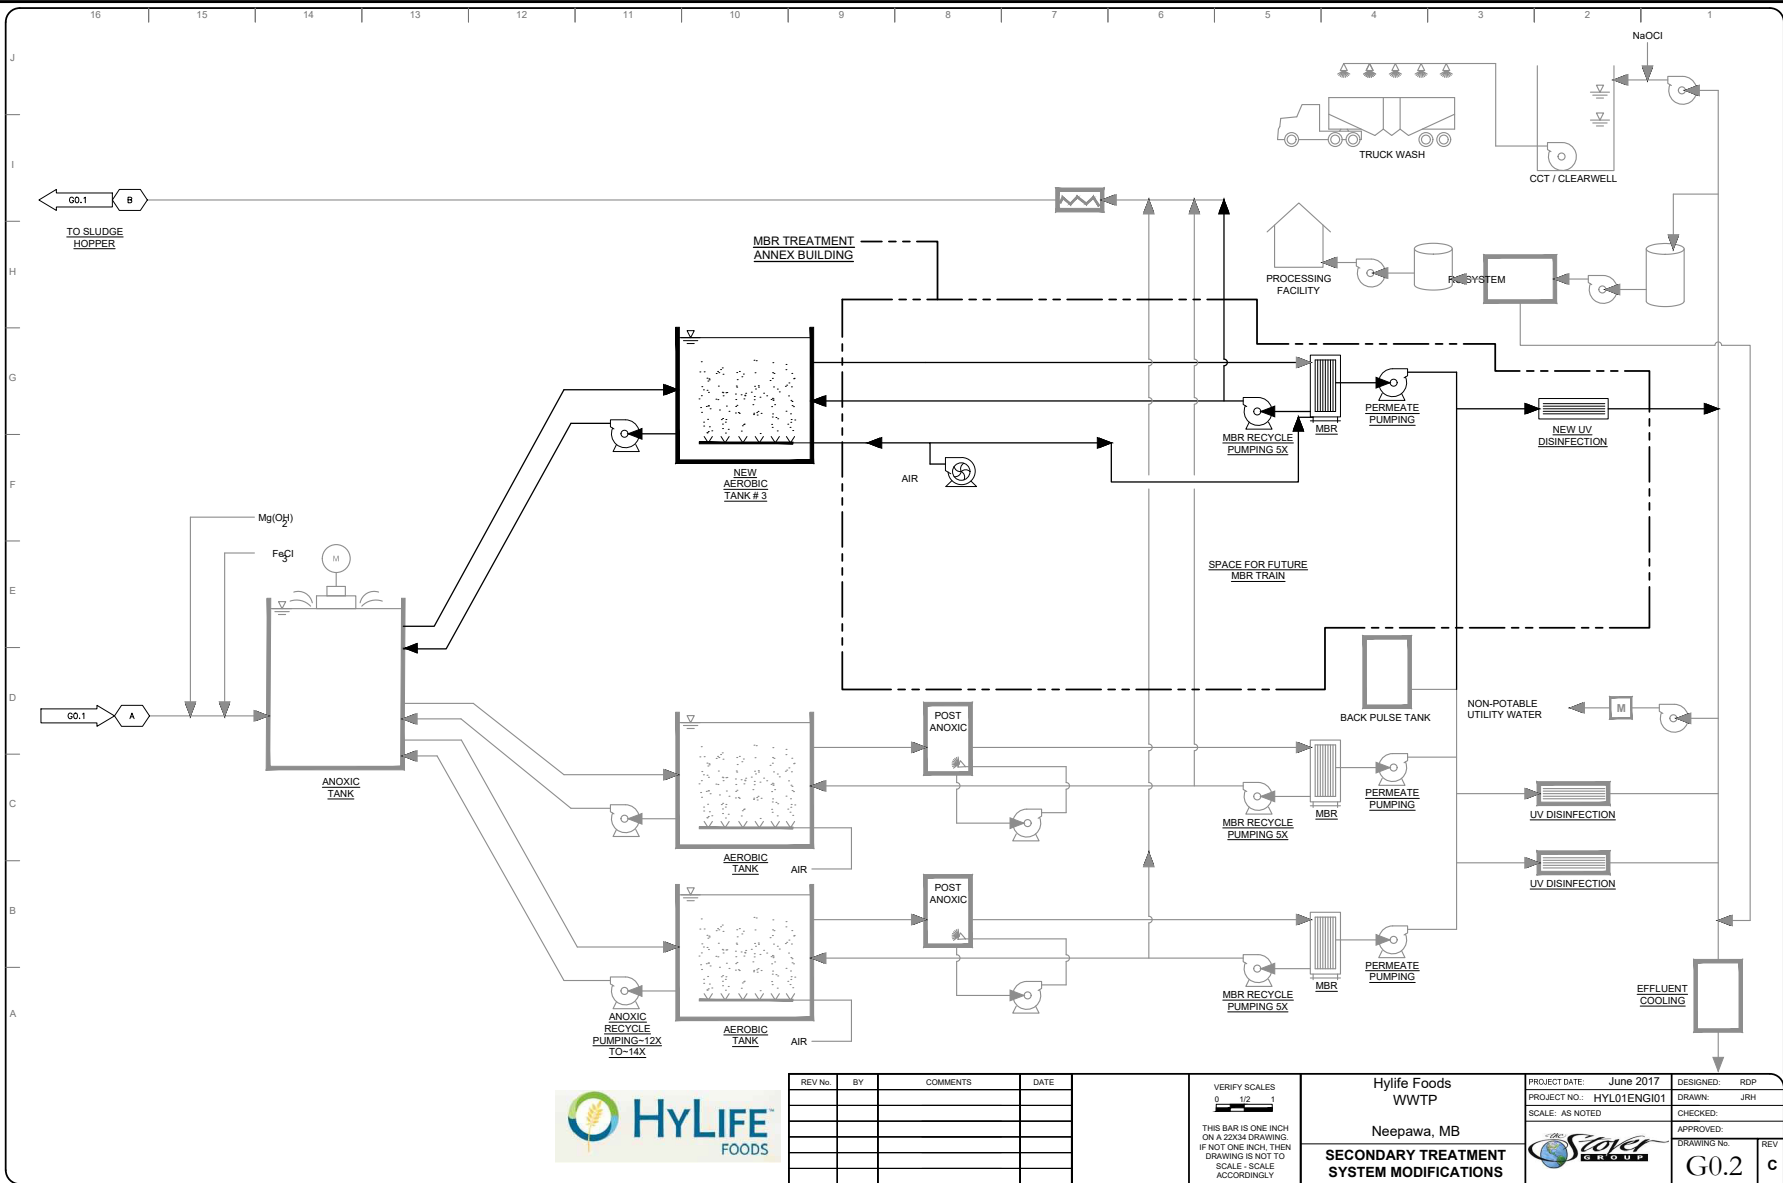 16 15 14 13 12 11 10 9 8 7 6 5 4 3 2 1
J
I
H
G
F
E
D
C
B
A
NaOCl
TRUCK WASH
CCT / CLEARWELL
G0.1 B
TO SLUDGE
HOPPER
MBR TREATMENT
ANNEX BUILDING
PROCESSING
FACILITY
SYSTEM
NEW
AEROBIC
TANK # 3
AIR
MBR RECYCLE
PUMPING 5X
MBR
PERMEATE
PUMPING
NEW UV
DISINFECTION
Mg(OH)2
FeCl3
M
SPACE FOR FUTURE
MBR TRAIN
G0.1 A
ANOXIC
TANK
BACK PULSE TANK
NON-POTABLE
UTILITY WATER
M
POST
ANOXIC
AEROBIC
TANK
AIR
MBR RECYCLE
PUMPING 5X
MBR
PERMEATE
PUMPING
UV DISINFECTION
UV DISINFECTION
POST
ANOXIC
ANOXIC
RECYCLE
PUMPING~12X
TO~14X
AEROBIC
TANK
AIR
MBR RECYCLE
PUMPING 5X
MBR
PERMEATE
PUMPING
EFFLUENT
COOLING
HYLIFE™
FOODS
REV No. BY COMMENTS DATE
VERIFY SCALES
0 1/2 1
THIS BAR IS ONE INCH
ON A 22X34 DRAWING.
IF NOT ONE INCH, THEN
DRAWING IS NOT TO
SCALE - SCALE
ACCORDINGLY
Hylife Foods
WWTP
Neepawa, MB
SECONDARY TREATMENT
SYSTEM MODIFICATIONS
PROJECT DATE: June 2017
PROJECT NO.: HYL01ENGI01
SCALE: AS NOTED
the Stover
GROUP
DESIGNED: RDP
DRAWN: JRH
CHECKED:
APPROVED:
DRAWING No. REV
G0.2 C